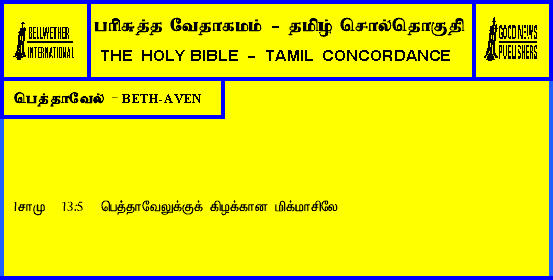 BELLWETHER
INTERNATIONAL
பரிசுத்த வேதாகமம் - தமிழ் சொல்தொகுதி
THE HOLY BIBLE - TAMIL CONCORDANCE
GOOD NEWS
PUBLISHERS
பெத்தாவேல் - BETH-AVEN
1சாமு 13:5 பெத்தாவேலுக்குக் கிழக்கான மிக்மாசிலே